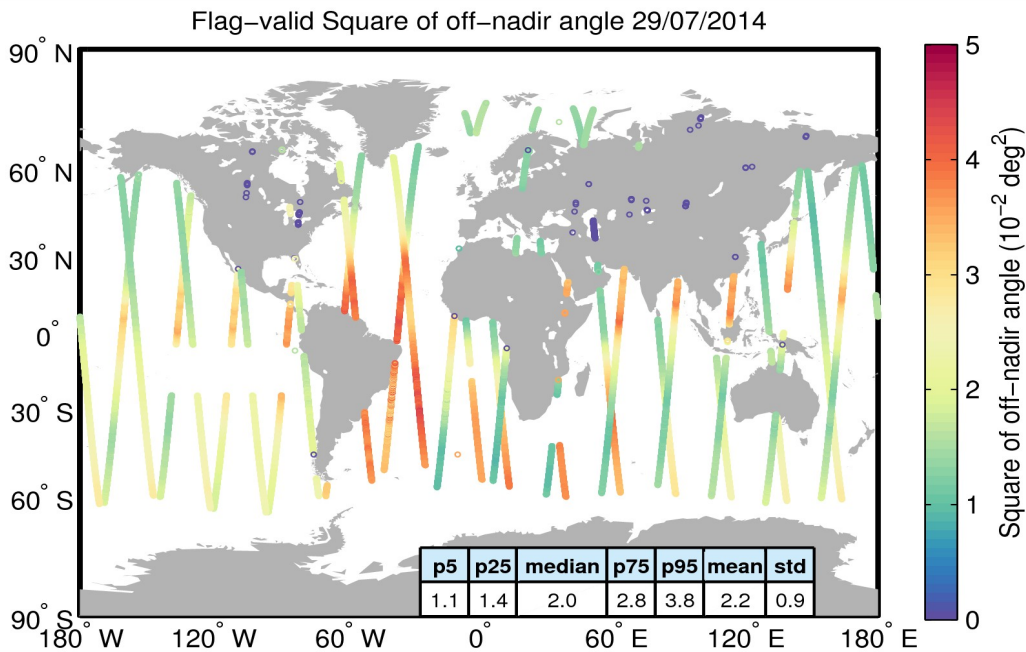 Flag−valid Square of off−nadir angle 29/07/2014
90° N
60° N
30° N
0°
30° S
60° S
90° S
180° W
120° W
60° W
0°
60° E
120° E
180° E
p5 p25 median p75 p95 mean std
1.1 1.4 2.0 2.8 3.8 2.2 0.9
5
4
3
2
1
0
Square of off−nadir angle (10⁻² deg²)